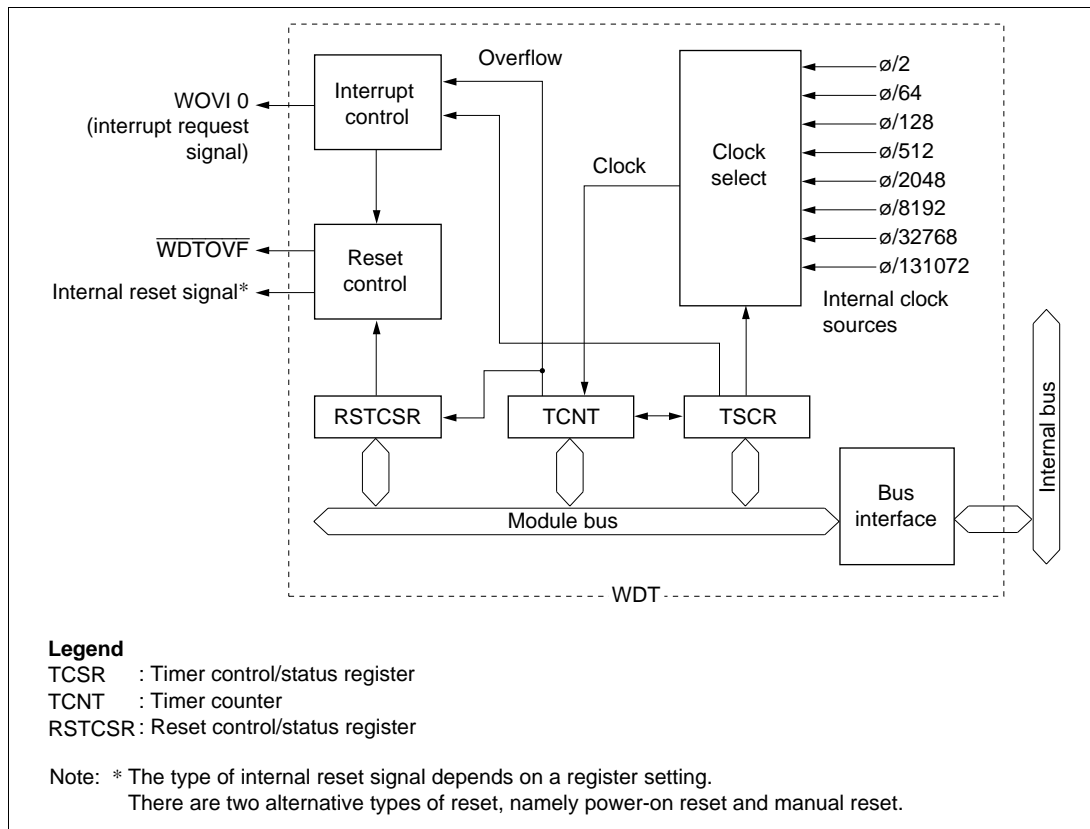 Overflow
Interrupt
control
WOVI 0
(interrupt request
signal)
Clock
Clock
select
ø/2
ø/64
ø/128
ø/512
ø/2048
ø/8192
ø/32768
ø/131072
Internal clock
sources
WDTOVF
Internal reset signal*
Reset
control
RSTCSR
TCNT
TSCR
Module bus
Bus
interface
Internal bus
WDT
Legend
TCSR : Timer control/status register
TCNT : Timer counter
RSTCSR : Reset control/status register
Note: * The type of internal reset signal depends on a register setting.
There are two alternative types of reset, namely power-on reset and manual reset.